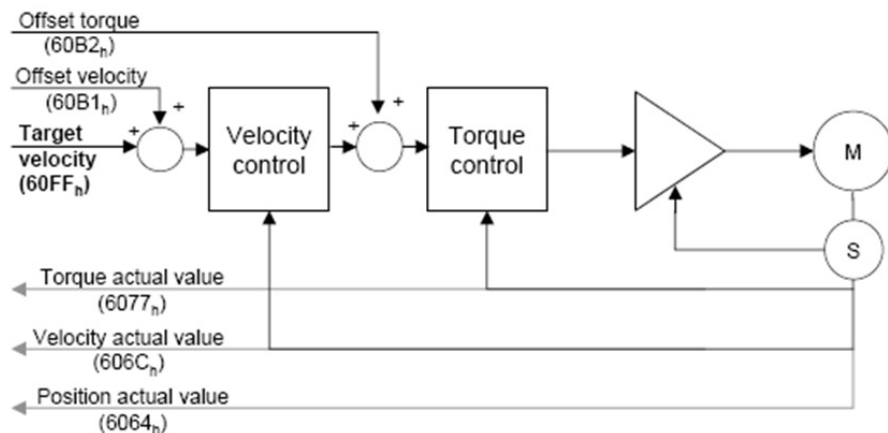 Offset torque
(60B2h)
Offset velocity
(60B1h)
+
+
Target
velocity
(60FFh)
+
Velocity
control
+
+
Torque
control
M
S
Torque actual value
(6077h)
Velocity actual value
(606Ch)
Position actual value
(6064h)